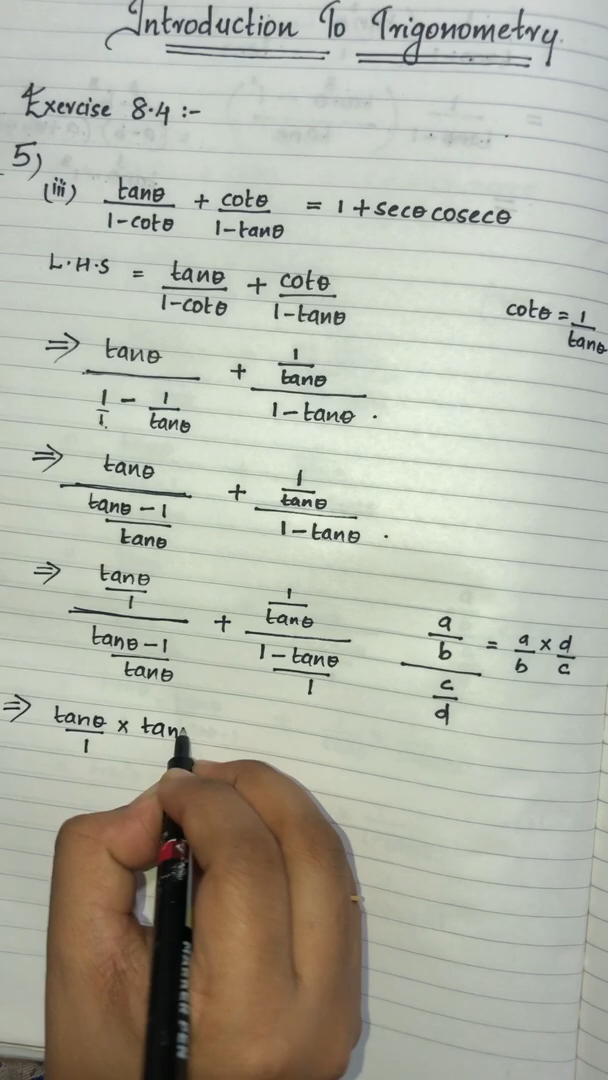 Introduction To Trigonometry.
Exercise 8.4 :-
5)
(iii) tanθ/1-cotθ + cotθ/1-tanθ = 1 + secθ cosecθ
L.H.S = tanθ/1-cotθ + cotθ/1-tanθ
cotθ = 1/tanθ
⇒ tanθ/(1/1 - 1/tanθ) + (1/tanθ)/(1-tanθ) .
⇒ tanθ/((tanθ-1)/tanθ) + (1/tanθ)/(1-tanθ) .
⇒ (tanθ/1)/((tanθ-1)/tanθ) + (1/tanθ)/((1-tanθ)/1)
(a/b)/(c/d) = a/b × d/c
⇒ tanθ/1 × tan
MARKER PEN